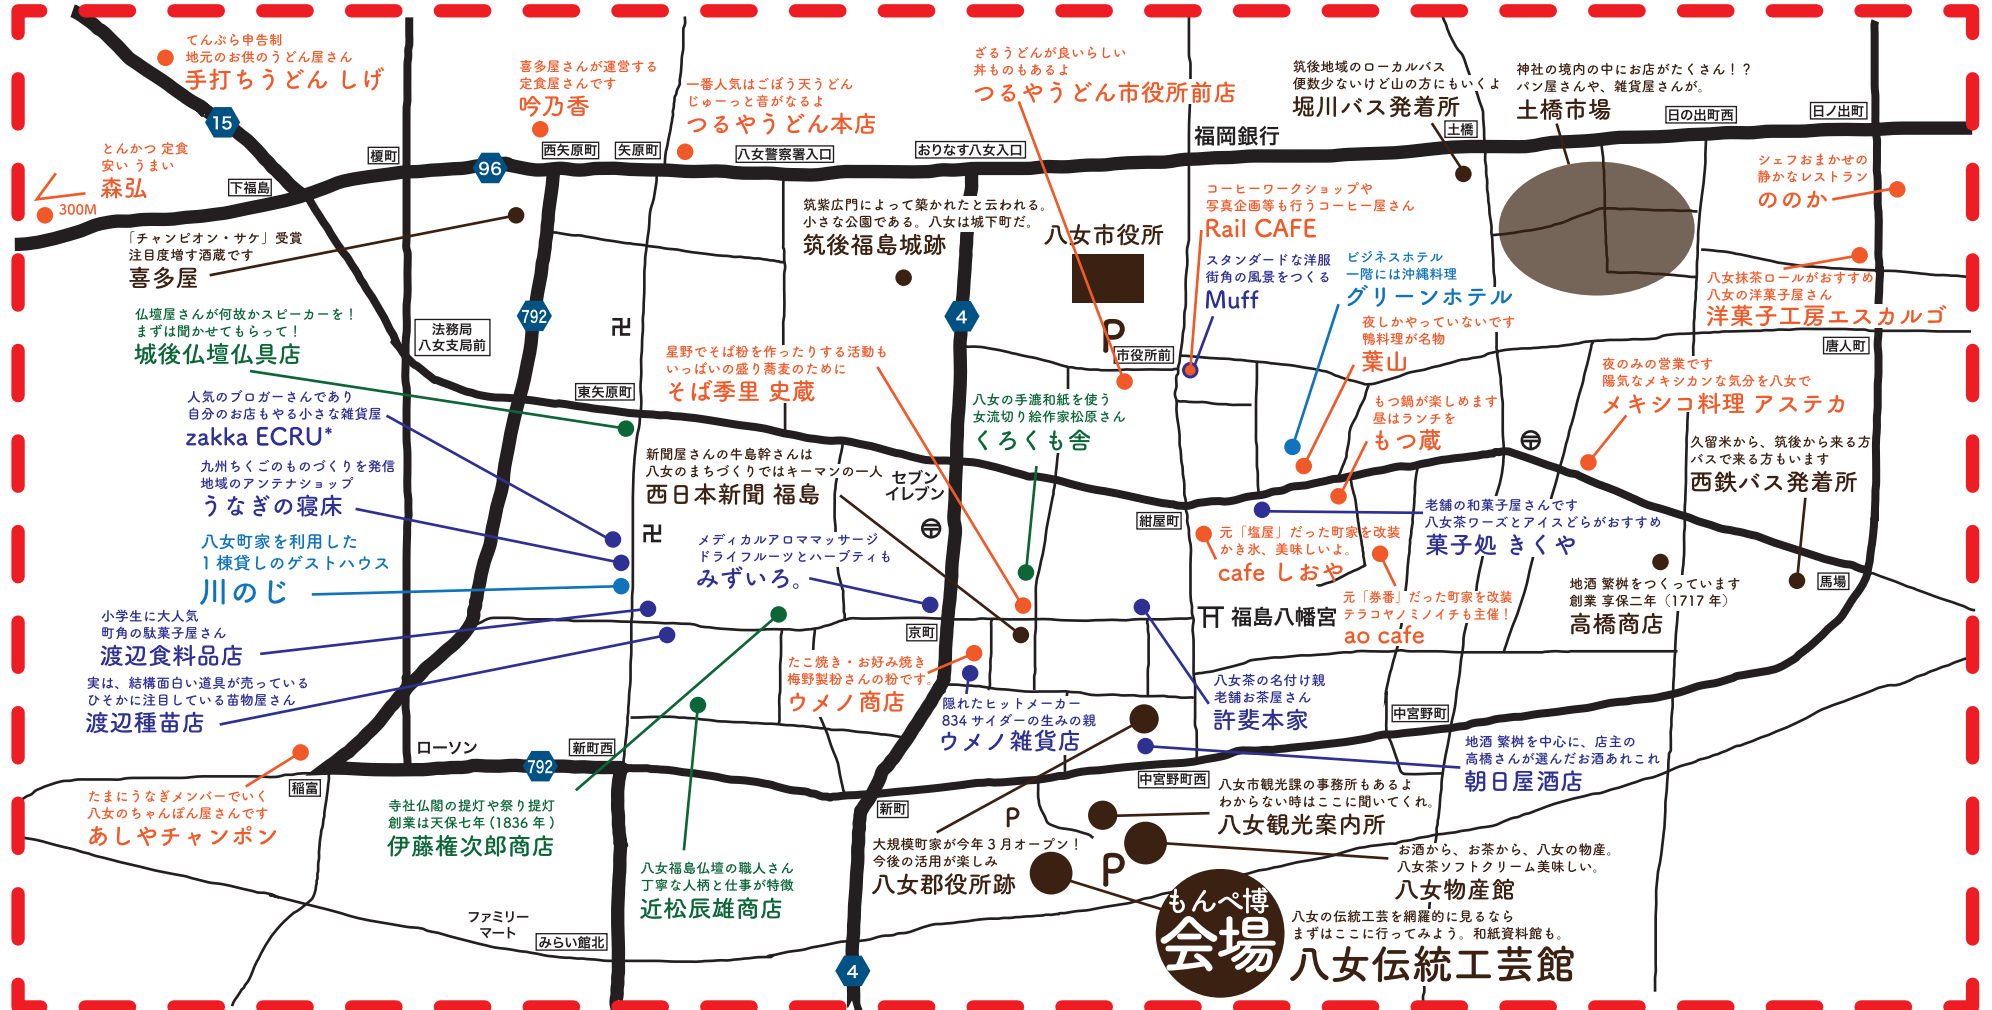 てんぷら申告制
地元のお供のうどん屋さん
手打ちうどん しげ
15
とんかつ 定食
安い うまい
森弘
300M
榎町
下福島
96
喜多屋さんが運営する
定食屋さんです
吟乃香
西矢原町
矢原町
一番人気はごぼう天うどん
じゅーっと音がなるよ
つるやうどん本店
八女警察署入口
おりなす八女入口
ざるうどんが良いらしい
丼ものもあるよ
つるやうどん市役所前店
福岡銀行
筑後地域のローカルバス
便数少ないけど山の方にもいくよ
堀川バス発着所
土橋
神社の境内の中にお店がたくさん！？
パン屋さんや、雑貨屋さんが。
土橋市場
日の出町西
日ノ出町
シェフおまかせの
静かなレストラン
ののか
「チャンピオン・サケ」受賞
注目度増す酒蔵です
喜多屋
筑紫広門によって築かれたと云われる。
小さな公園である。八女は城下町だ。
筑後福島城跡
八女市役所
P
市役所前
コーヒーワークショップや
写真企画等も行うコーヒー屋さん
Rail CAFE
スタンダードな洋服
街角の風景をつくる
Muff
ビジネスホテル
一階には沖縄料理
グリーンホテル
夜しかやっていないです
鴨料理が名物
葉山
八女抹茶ロールがおすすめ
八女の洋菓子屋さん
洋菓子工房エスカルゴ
唐人町
仏壇屋さんが何故かスピーカーを！
まずは聞かせてもらって！
城後仏壇仏具店
法務局
八女支局前
792
卍
4
東矢原町
星野でそば粉を作ったりする活動も
いっぱいの盛り蕎麦のために
そば季里 史蔵
八女の手漉和紙を使う
女流切り絵作家松原さん
くろくも舎
もつ鍋が楽しめます
昼はランチを
もつ蔵
夜のみの営業です
陽気なメキシカンな気分を八女で
メキシコ料理 アステカ
〒
久留米から、筑後から来る方
バスで来る方もいます
西鉄バス発着所
人気のブロガーさんであり
自分のお店もやる小さな雑貨屋
zakka ECRU*
九州ちくごのものづくりを発信
地域のアンテナショップ
うなぎの寝床
新聞屋さんの牛島幹さんは
八女のまちづくりではキーマンの一人
西日本新聞 福島
セブン
イレブン
〒
紺屋町
老舗の和菓子屋さんです
八女茶ワーズとアイスどらがおすすめ
菓子処 きくや
元「塩屋」だった町家を改装
かき氷、美味しいよ。
cafe しおや
八女町家を利用した
1棟貸しのゲストハウス
川のじ
卍
メディカルアロママッサージ
ドライフルーツとハーブティも
みずいろ。
地酒 繁桝をつくっています
創業 享保二年（1717 年）
高橋商店
馬場
元「券番」だった町家を改装
テラコヤノミノイチも主催！
ao cafe
福島八幡宮
小学生に大人気
町角の駄菓子屋さん
渡辺食料品店
京町
実は、結構面白い道具が売っている
ひそかに注目している苗物屋さん
渡辺種苗店
たこ焼き・お好み焼き
梅野製粉さんの粉です。
ウメノ商店
隠れたヒットメーカー
834 サイダーの生みの親
ウメノ雑貨店
八女茶の名付け親
老舗お茶屋さん
許斐本家
中宮野町
地酒 繁桝を中心に、店主の
高橋さんが選んだお酒あれこれ
朝日屋酒店
ローソン
792
新町西
稲富
中宮野町西
たまにうなぎメンバーでいく
八女のちゃんぽん屋さんです
あしやチャンポン
寺社仏閣の提灯や祭り提灯
創業は天保七年（1836 年）
伊藤権次郎商店
新町
P
八女市観光課の事務所もあるよ
わからない時はここに聞いてくれ。
八女観光案内所
大規模町家が今年 3 月オープン！
今後の活用が楽しみ
八女郡役所跡
P
お酒から、お茶から、八女の物産。
八女茶ソフトクリーム美味しい。
八女物産館
八女福島仏壇の職人さん
丁寧な人柄と仕事が特徴
近松辰雄商店
ファミリー
マート
みらい館北
4
もんぺ博
会場
八女の伝統工芸を網羅的に見るなら
まずはここに行ってみよう。和紙資料館も。
八女伝統工芸館